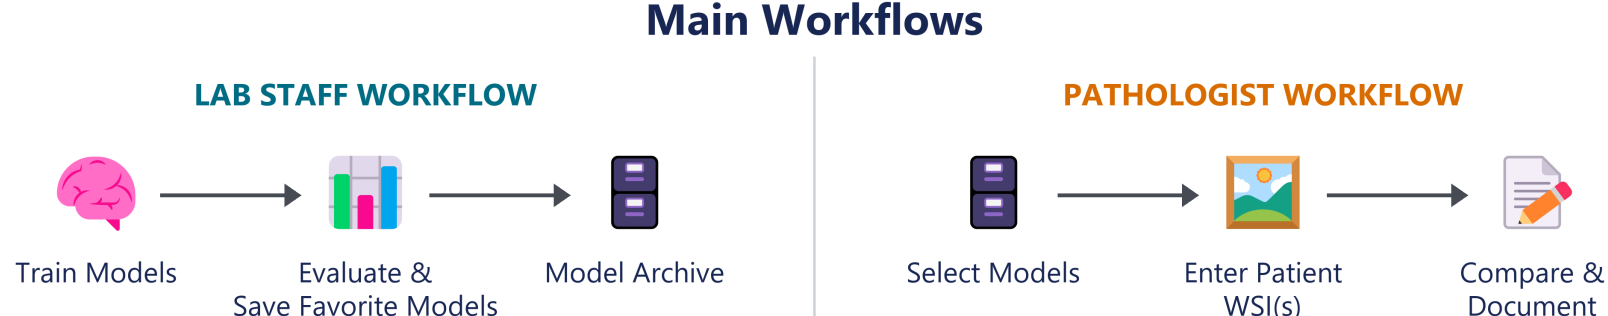 Main Workflows
LAB STAFF WORKFLOW
Train Models
Evaluate &
Save Favorite Models
Model Archive
PATHOLOGIST WORKFLOW
Select Models
Enter Patient
WSI(s)
Compare &
Document